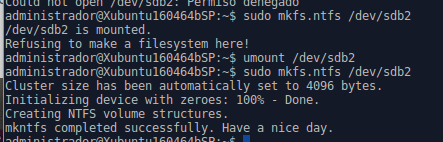 Could not open /dev/sdb2: Permiso denegado
administrador@Xubuntu160464bSP:~$ sudo mkfs.ntfs /dev/sdb2
/dev/sdb2 is mounted.
Refusing to make a filesystem here!
administrador@Xubuntu160464bSP:~$ umount /dev/sdb2
administrador@Xubuntu160464bSP:~$ sudo mkfs.ntfs /dev/sdb2
Cluster size has been automatically set to 4096 bytes.
Initializing device with zeroes: 100% - Done.
Creating NTFS volume structures.
mkntfs completed successfully. Have a nice day.
administrador@Xubuntu160464bSP:~$